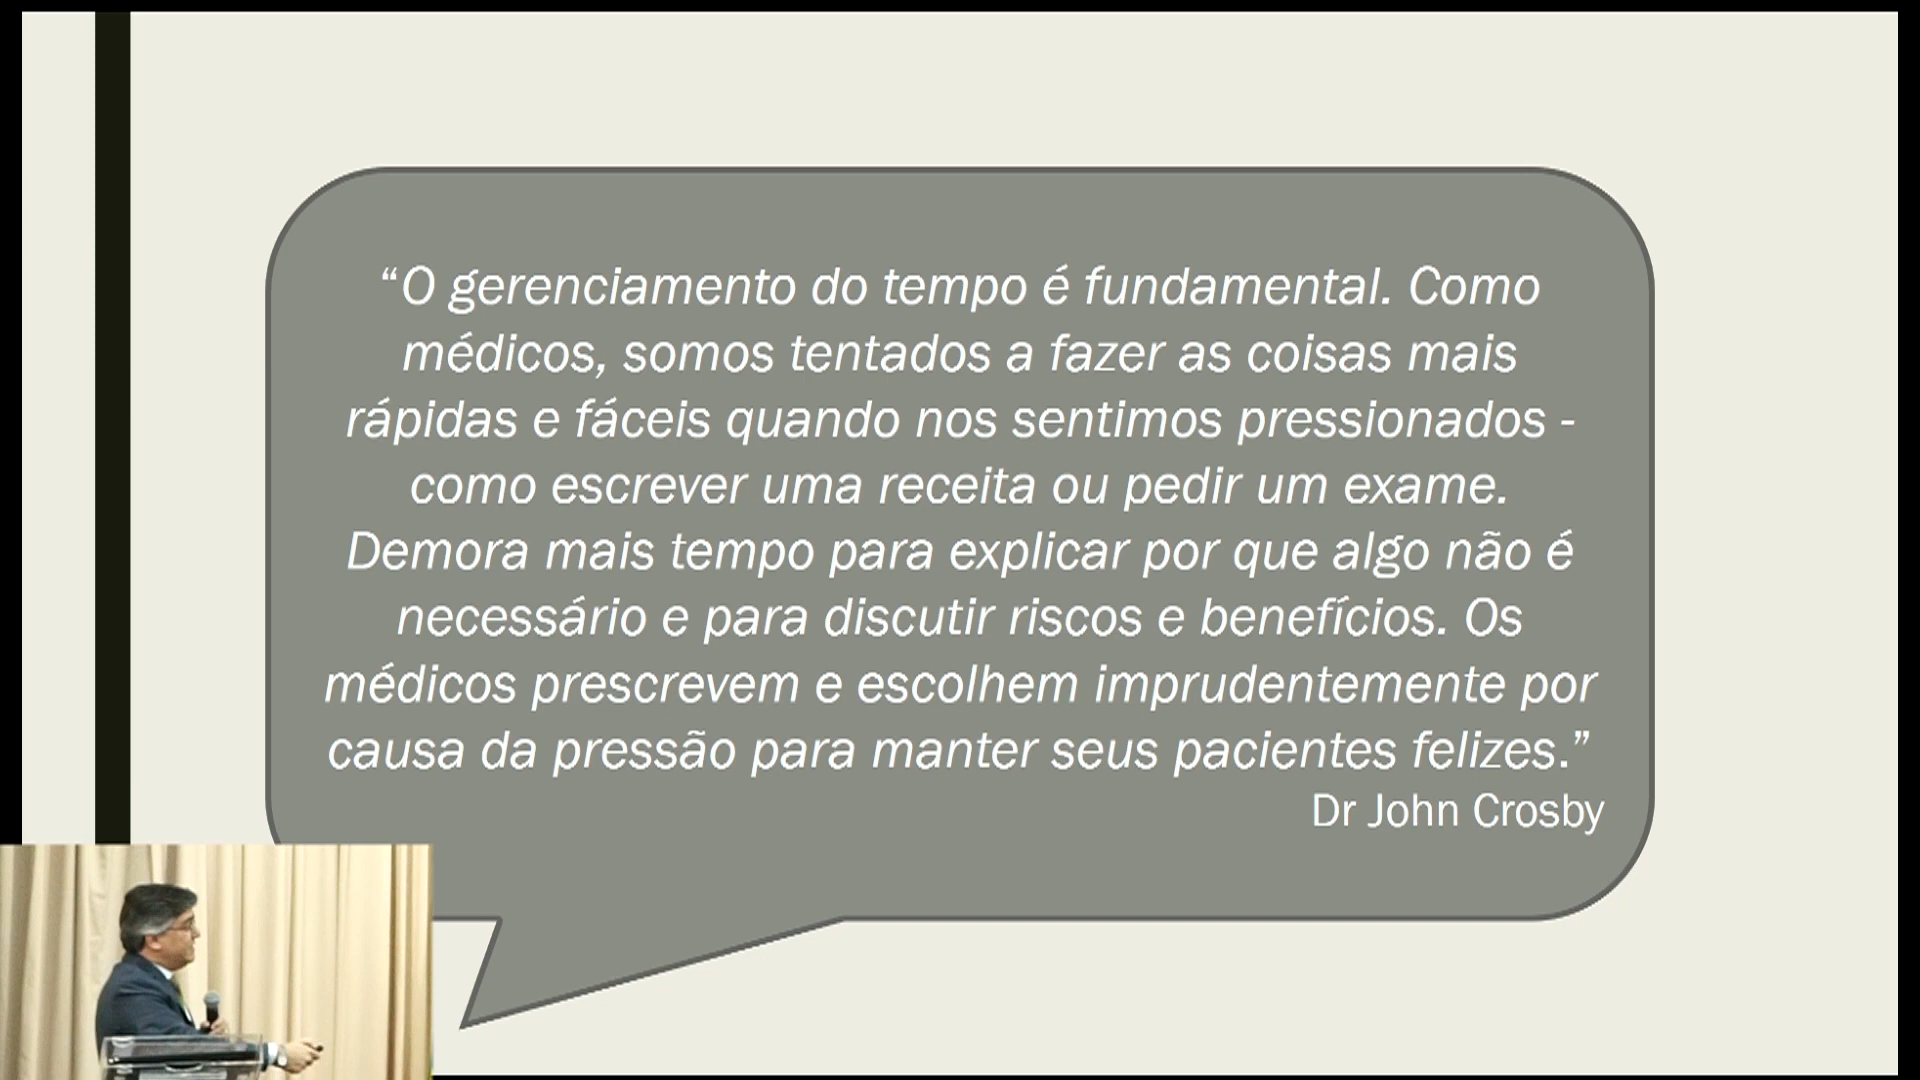 “O gerenciamento do tempo é fundamental. Como
médicos, somos tentados a fazer as coisas mais
rápidas e fáceis quando nos sentimos pressionados -
como escrever uma receita ou pedir um exame.
Demora mais tempo para explicar por que algo não é
necessário e para discutir riscos e benefícios. Os
médicos prescrevem e escolhem imprudentemente por
causa da pressão para manter seus pacientes felizes.”
Dr John Crosby